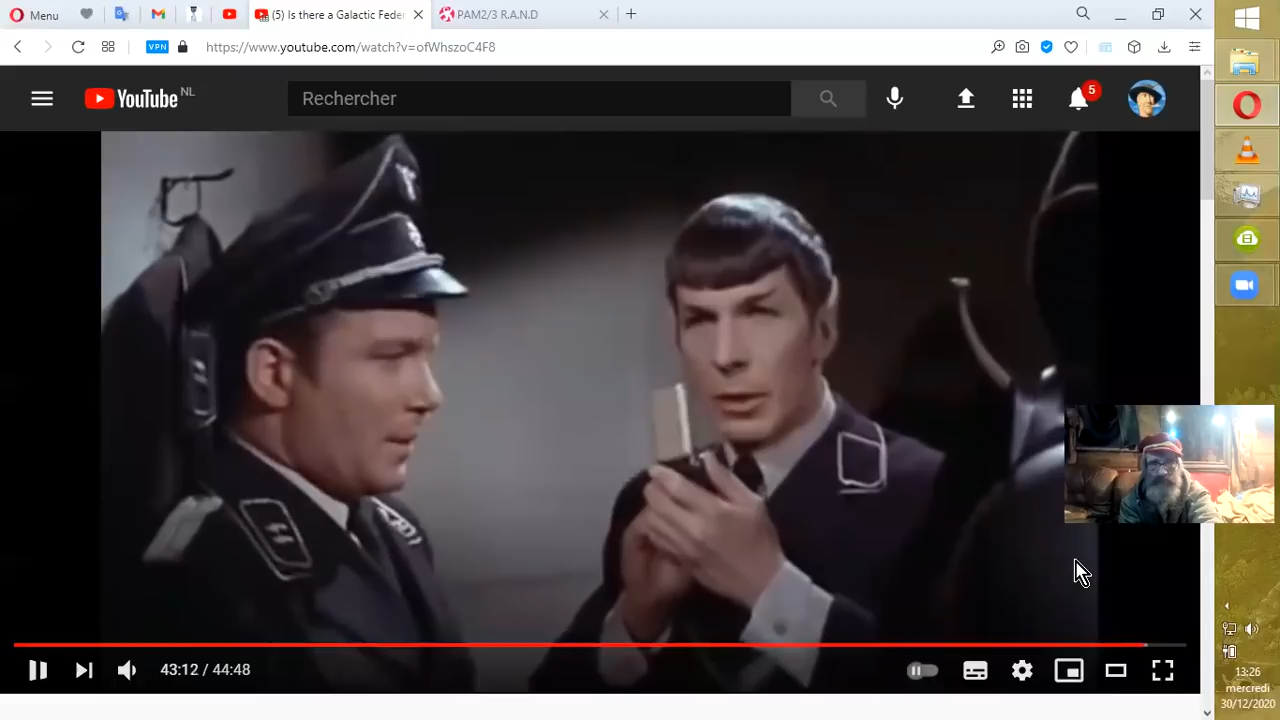 Menu
(5) Is there a Galactic Feder
PAM2/3 R.A.N.D
VPN
https://www.youtube.com/watch?v=ofWhszoC4F8
YouTube NL
Rechercher
5
43:12 / 44:48
13:26
mercredi
30/12/2020